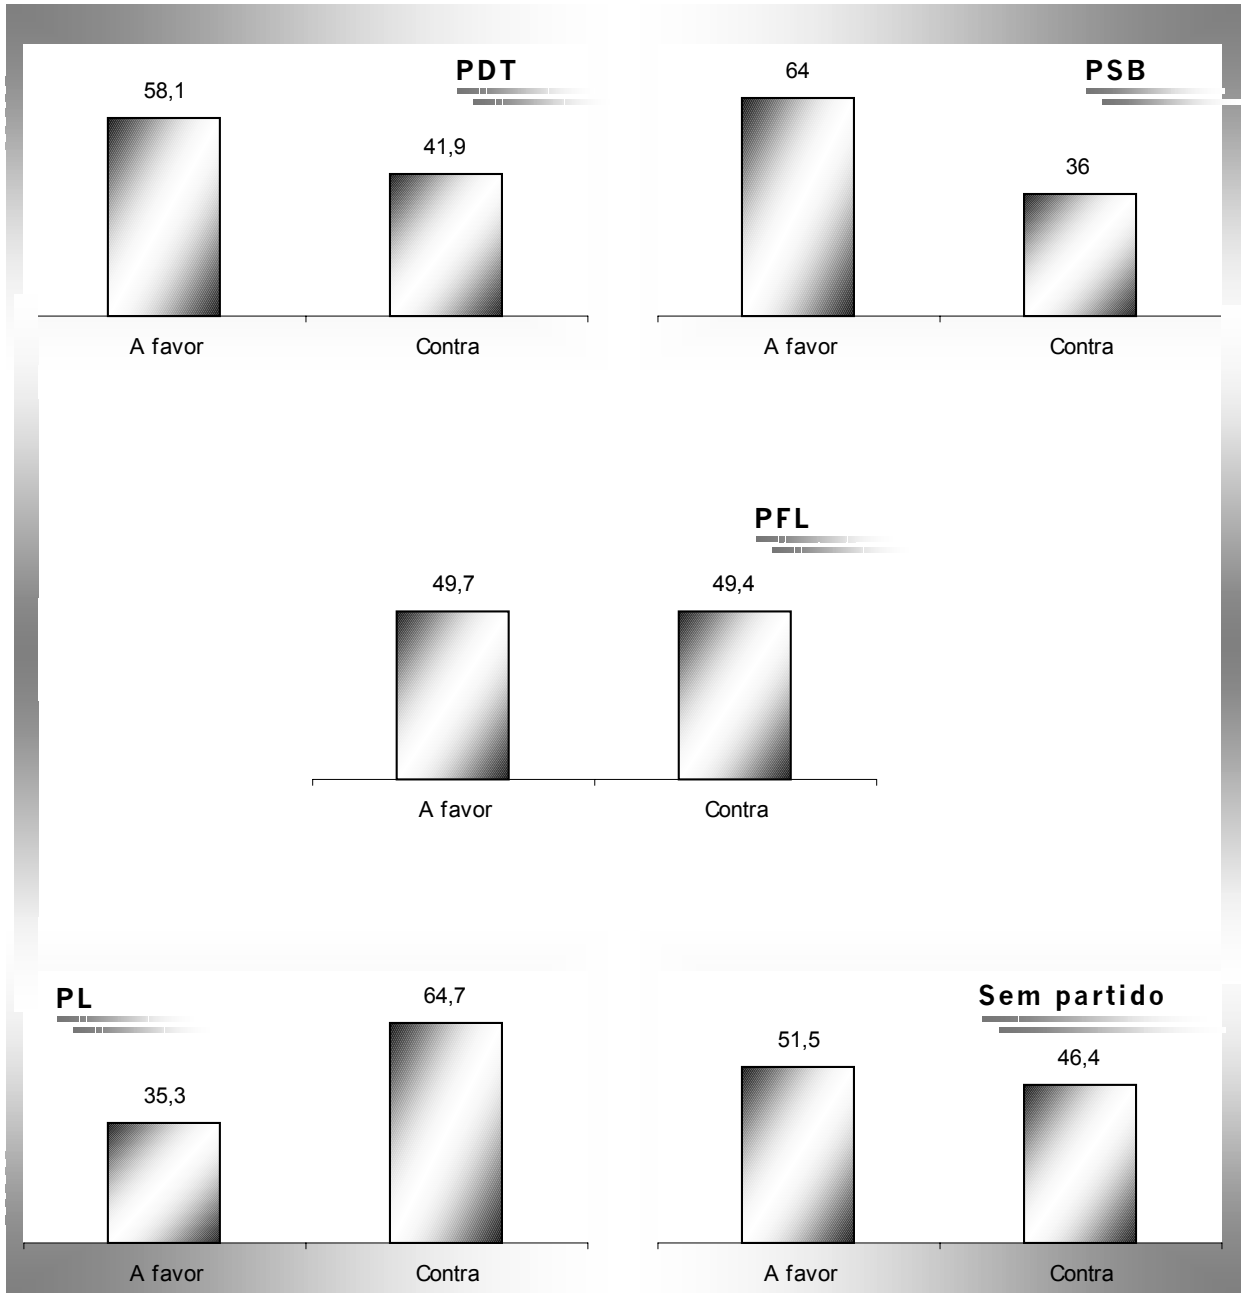 PDT
58,1
41,9
A favor
Contra
PSB
64
36
A favor
Contra
PFL
49,7
49,4
A favor
Contra
PL
35,3
64,7
A favor
Contra
Sem partido
51,5
46,4
A favor
Contra